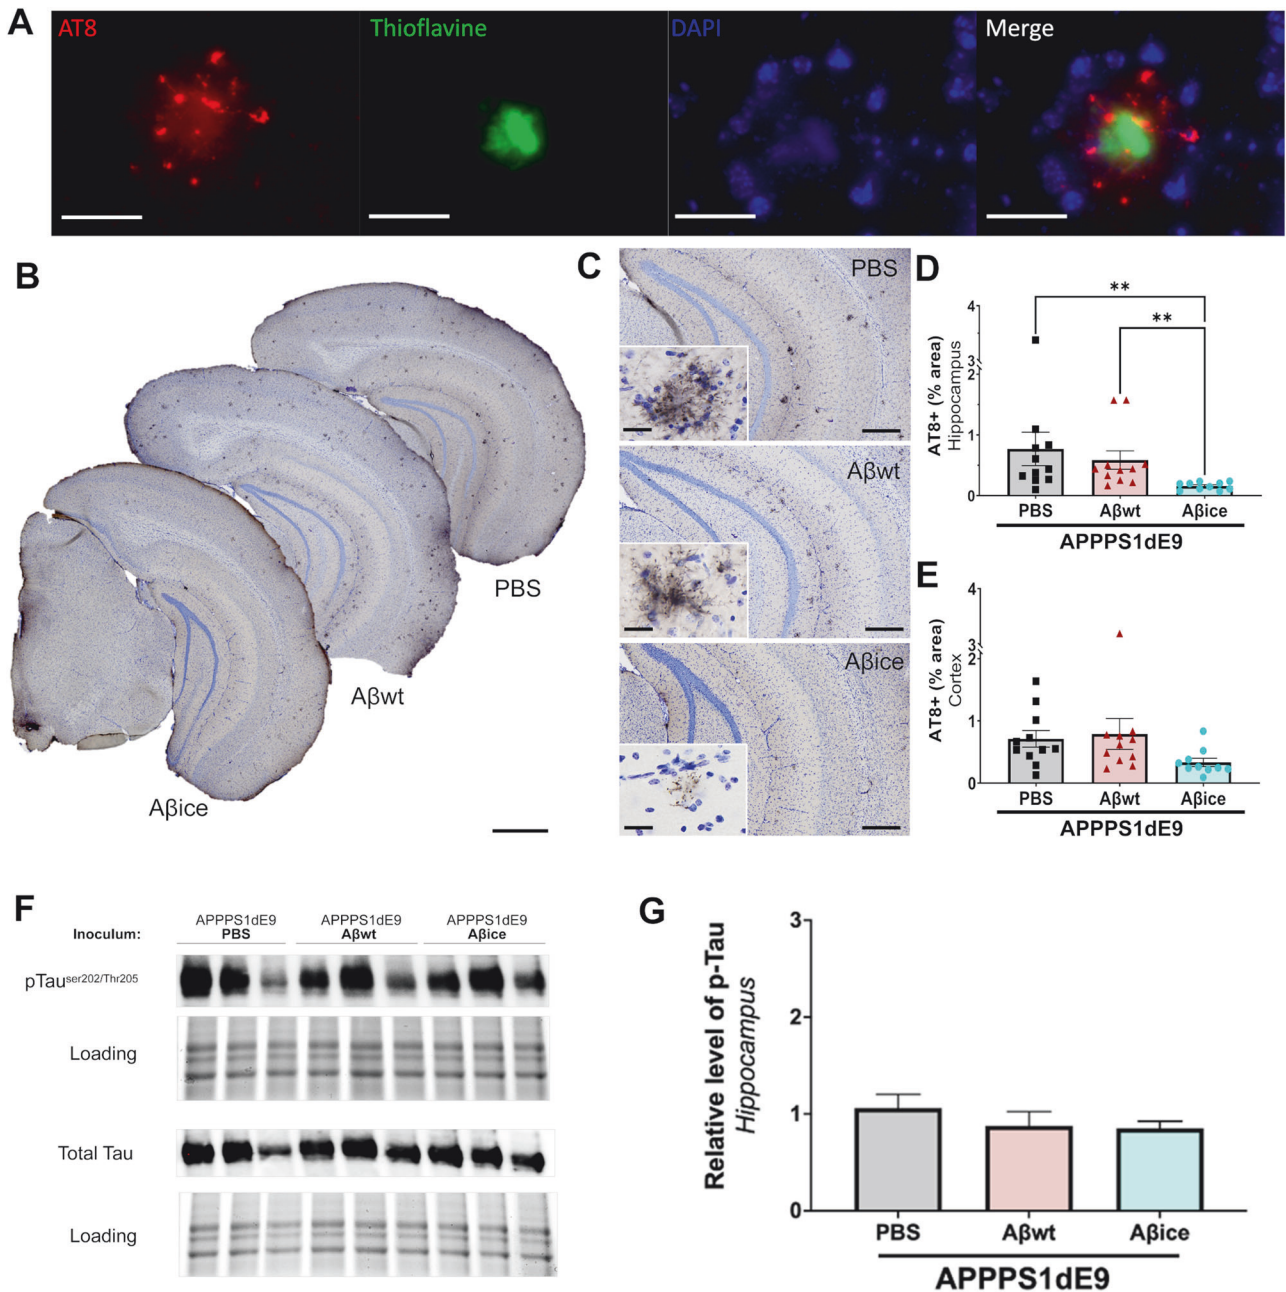 A
AT8
Thioflavine
DAPI
Merge
B
PBS
Aβwt
Aβice
C
PBS
Aβwt
Aβice
D
**
**
AT8+ (% area)
Hippocampus
4
3
2
1
0
PBS
Aβwt
Aβice
APPPS1dE9
E
AT8+ (% area)
Cortex
4
3
2
1
0
PBS
Aβwt
Aβice
APPPS1dE9
F
Inoculum:
APPPS1dE9
PBS
APPPS1dE9
Aβwt
APPPS1dE9
Aβice
pTauser202/Thr205
Loading
Total Tau
Loading
G
Relative level of p-Tau
Hippocampus
3
2
1
0
PBS
Aβwt
Aβice
APPPS1dE9